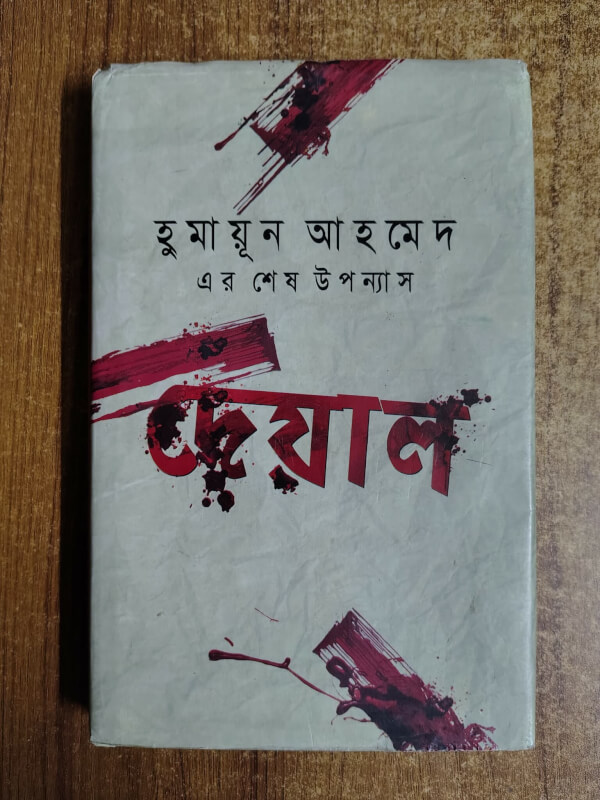 হুমায়ূন আহমেদ
এর শেষ উপন্যাস
দেয়াল